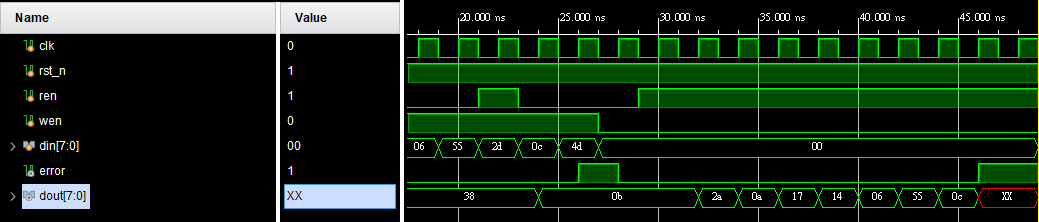 Name Value 20.000 ns 25.000 ns 30.000 ns 35.000 ns 40.000 ns 45.000 ns
clk 0
rst_n 1
ren 1
wen 0
din[7:0] 00 06 55 2d 0c 4d 00
error 1
dout[7:0] XX 38 0b 2a 0a 17 14 06 55 0c XX